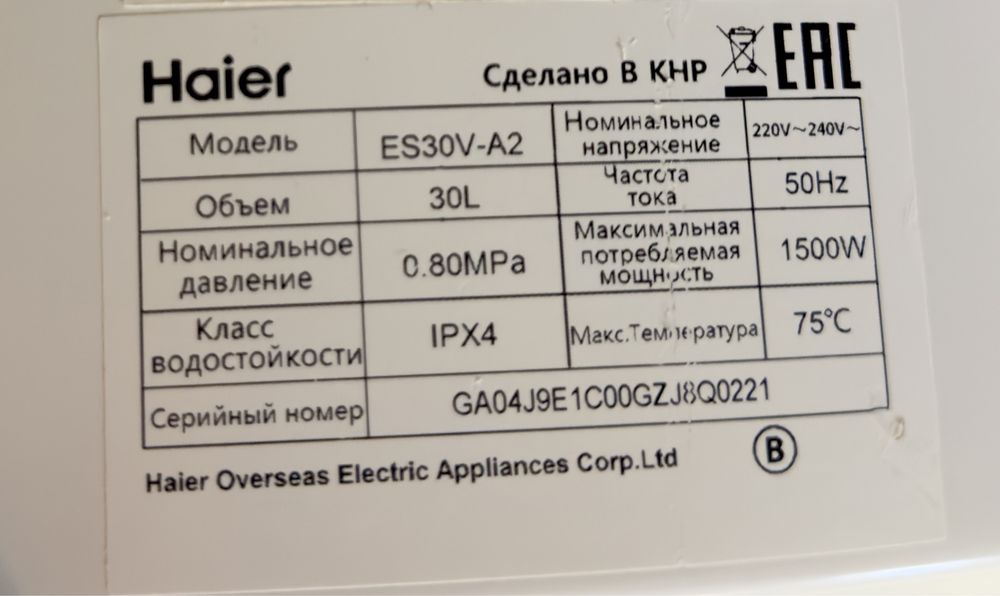 Haier
Сделано В КНР
EAC
Модель ES30V-A2 Номинальное напряжение 220V~240V~
Объем 30L Частота тока 50Hz
Номинальное давление 0.80MPa Максимальная потребляемая мощность 1500W
Класс водостойкости IPX4 Макс.Температура 75℃
Серийный номер GA04J9E1C00GZJ8Q0221
Haier Overseas Electric Appliances Corp.Ltd
B